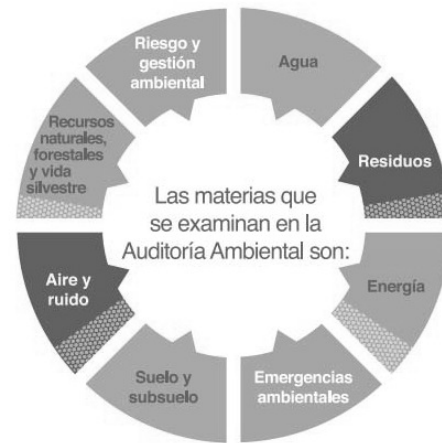 Riesgo y
gestión
ambiental
Agua
Recursos
naturales,
forestales
y vida
silvestre
Residuos
Las materias que
se examinan en la
Auditoría Ambiental son:
Aire y
ruido
Energía
Suelo y
subsuelo
Emergencias
ambientales